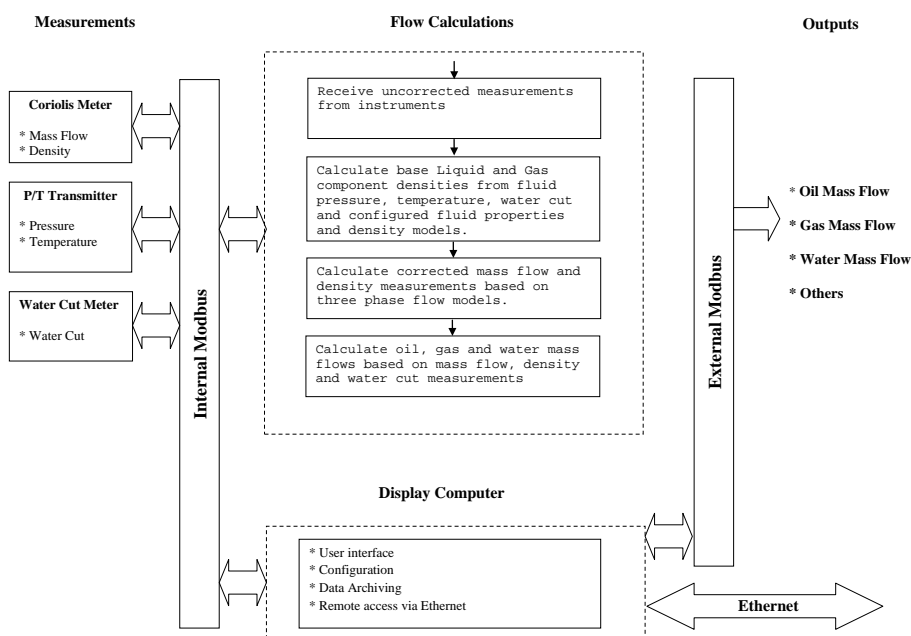 Measurements
Flow Calculations
Outputs
Coriolis Meter
* Mass Flow
* Density
P/T Transmitter
* Pressure
* Temperature
Water Cut Meter
* Water Cut
Internal Modbus
Receive uncorrected measurements
from instruments
Calculate base Liquid and Gas
component densities from fluid
pressure, temperature, water cut
and configured fluid properties
and density models.
Calculate corrected mass flow and
density measurements based on
three phase flow models.
Calculate oil, gas and water mass
flows based on mass flow, density
and water cut measurements
External Modbus
* Oil Mass Flow
* Gas Mass Flow
* Water Mass Flow
* Others
Display Computer
* User interface
* Configuration
* Data Archiving
* Remote access via Ethernet
Ethernet